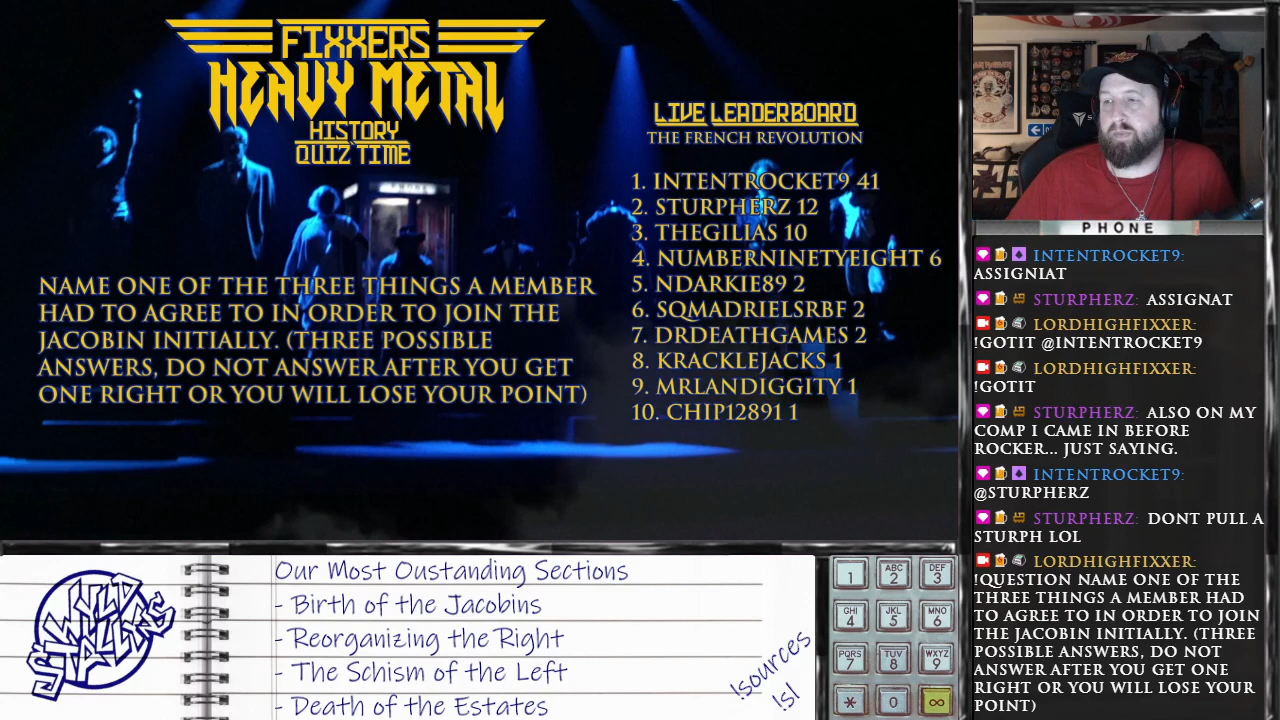 FIXXERS
HEAVY METAL
HISTORY
QUIZ TIME
NAME ONE OF THE THREE THINGS A MEMBER
HAD TO AGREE TO IN ORDER TO JOIN THE
JACOBIN INITIALLY. (THREE POSSIBLE
ANSWERS, DO NOT ANSWER AFTER YOU GET
ONE RIGHT OR YOU WILL LOSE YOUR POINT)
LIVE LEADERBOARD
THE FRENCH REVOLUTION
1. INTENTROCKET9 41
2. STURPHERZ 12
3. THEGILIAS 10
4. NUMBERNINETYEIGHT 6
5. NDARKIE89 2
6. SQMADRIELSRBF 2
7. DRDEATHGAMES 2
8. KRACKLEJACKS 1
9. MRLANDIGGITY 1
10. CHIP12891 1
PHONE
PHONE
INTENTROCKET9:
ASSIGNIAT
STURPHERZ: ASSIGNAT
LORDHIGHFIXXER:
!GOTIT @INTENTROCKET9
LORDHIGHFIXXER:
!GOTIT
STURPHERZ: ALSO ON MY
COMP I CAME IN BEFORE
ROCKER... JUST SAYING.
INTENTROCKET9:
@STURPHERZ
STURPHERZ: DONT PULL A
STURPH LOL
LORDHIGHFIXXER:
!QUESTION NAME ONE OF THE
THREE THINGS A MEMBER HAD
TO AGREE TO IN ORDER TO JOIN
THE JACOBIN INITIALLY. (THREE
POSSIBLE ANSWERS, DO NOT
ANSWER AFTER YOU GET ONE
RIGHT OR YOU WILL LOSE YOUR
POINT)
WYLD
STALLYNS
Our Most Oustanding Sections
- Birth of the Jacobins
- Reorganizing the Right
- The Schism of the Left
- Death of the Estates
!sources
!sl
1 ABC 2 DEF 3
GHI 4 JKL 5 MNO 6
PQRS 7 TUV 8 WXYZ 9
* 0 ∞